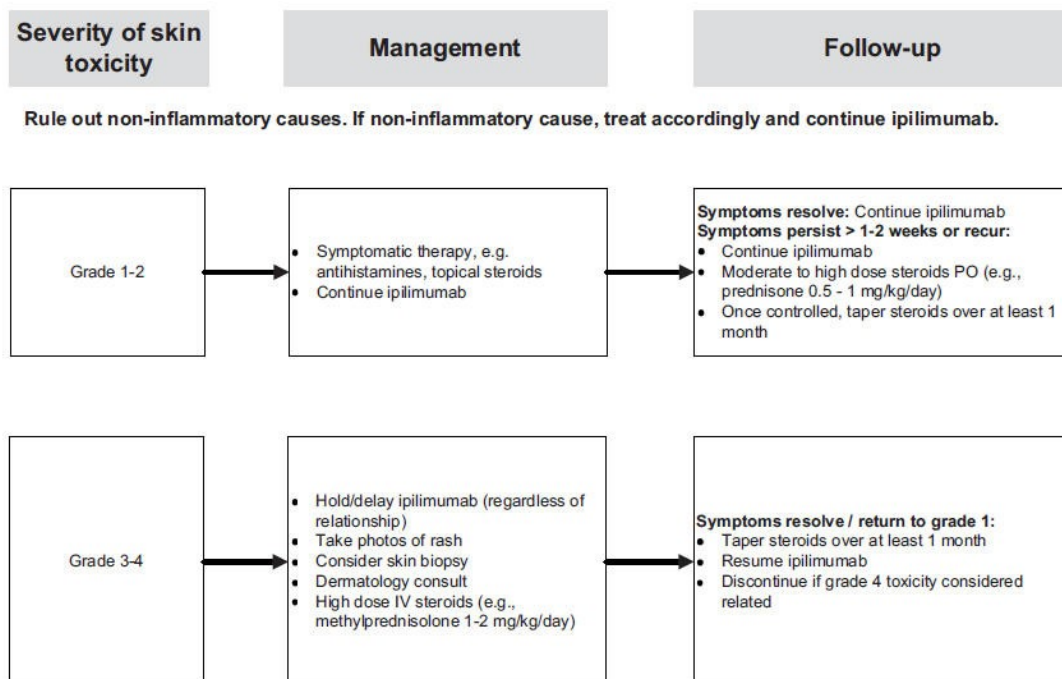 Severity of skin
toxicity
Management
Follow-up
Rule out non-inflammatory causes. If non-inflammatory cause, treat accordingly and continue ipilimumab.
Grade 1-2
• Symptomatic therapy, e.g.
antihistamines, topical steroids
• Continue ipilimumab
Symptoms resolve: Continue ipilimumab
Symptoms persist > 1-2 weeks or recur:
• Continue ipilimumab
• Moderate to high dose steroids PO (e.g.,
prednisone 0.5 - 1 mg/kg/day)
• Once controlled, taper steroids over at least 1
month
Grade 3-4
• Hold/delay ipilimumab (regardless of
relationship)
• Take photos of rash
• Consider skin biopsy
• Dermatology consult
• High dose IV steroids (e.g.,
methylprednisolone 1-2 mg/kg/day)
Symptoms resolve / return to grade 1:
• Taper steroids over at least 1 month
• Resume ipilimumab
• Discontinue if grade 4 toxicity considered
related